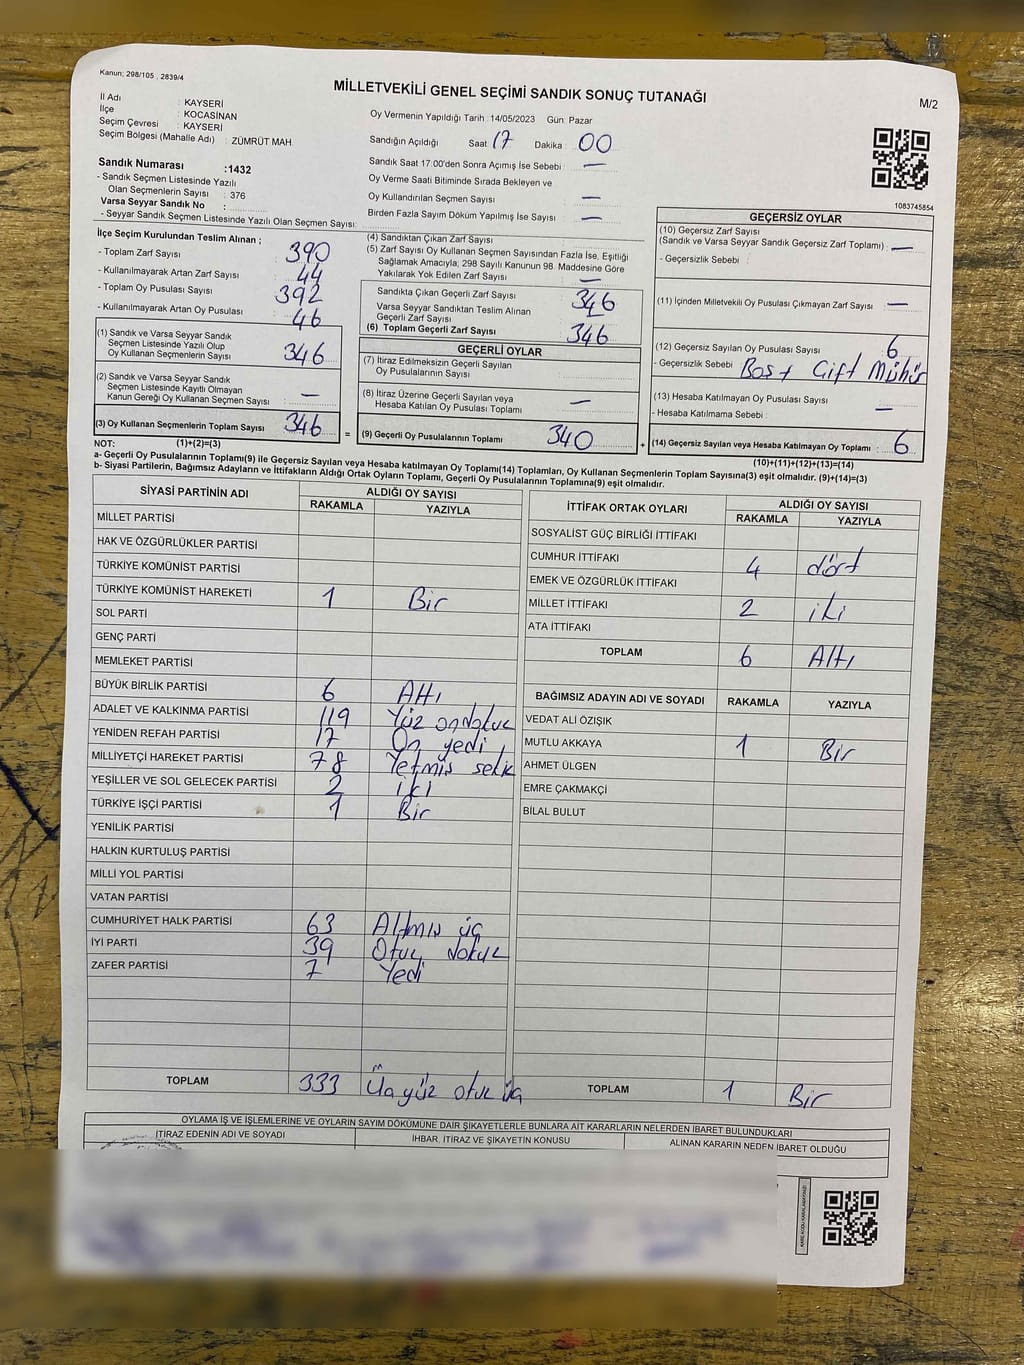 Kanun; 298/105 , 2839/4
MİLLETVEKİLİ GENEL SEÇİMİ SANDIK SONUÇ TUTANAĞI
M/2
İl Adı : KAYSERİ
İlçe : KOCASİNAN
Seçim Çevresi : KAYSERİ
Seçim Bölgesi (Mahalle Adı) : ZÜMRÜT MAH.
Sandık Numarası :1432
- Sandık Seçmen Listesinde Yazılı
Olan Seçmenlerin Sayısı : 376
Varsa Seyyar Sandık No :
- Seyyar Sandık Seçmen Listesinde Yazılı Olan Seçmen Sayısı:
Oy Vermenin Yapıldığı Tarih :14/05/2023 Gün: Pazar
Sandığın Açıldığı Saat 17 Dakika : 00
Sandık Saat 17:00'den Sonra Açımış İse Sebebi : —
Oy Verme Saati Bitiminde Sırada Bekleyen ve
Oy Kullandırılan Seçmen Sayısı : —
Birden Fazla Sayım Döküm Yapılmış İse Sayısı : —
1083745854
İlçe Seçim Kurulundan Teslim Alınan ;
- Toplam Zarf Sayısı : 390
- Kullanılmayarak Artan Zarf Sayısı : 44
- Toplam Oy Pusulası Sayısı : 392
- Kullanılmayarak Artan Oy Pusulası : 46
(1) Sandık ve Varsa Seyyar Sandık
Seçmen Listesinde Yazılı Olup
Oy Kullanan Seçmenlerin Sayısı : 346
(2) Sandık ve Varsa Seyyar Sandık
Seçmen Listesinde Kayıtlı Olmayan
Kanun Gereği Oy Kullanan Seçmen Sayısı: —
(3) Oy Kullanan Seçmenlerin Toplam Sayısı : 346
(4) Sandıktan Çıkan Zarf Sayısı :
(5) Zarf Sayısı Oy Kullanan Seçmen Sayısından Fazla İse, Eşitliği
Sağlamak Amacıyla; 298 Sayılı Kanunun 98. Maddesine Göre
Yakılarak Yok Edilen Zarf Sayısı : —
Sandıkta Çıkan Geçerli Zarf Sayısı : 346
Varsa Seyyar Sandıktan Teslim Alınan
Geçerli Zarf Sayısı
(6) Toplam Geçerli Zarf Sayısı : 346
GEÇERLİ OYLAR
(7) İtiraz Edilmeksizin Geçerli Sayılan
Oy Pusulalarının Sayısı :
(8) İtiraz Üzerine Geçerli Sayılan veya
Hesaba Katılan Oy Pusulası Toplamı : —
= (9) Geçerli Oy Pusulalarının Toplamı : 340 +
GEÇERSİZ OYLAR
(10) Geçersiz Zarf Sayısı
(Sandık ve Varsa Seyyar Sandık Geçersiz Zarf Toplamı) : —
- Geçersizlik Sebebi :
(11) İçinden Milletvekili Oy Pusulası Çıkmayan Zarf Sayısı : —
(12) Geçersiz Sayılan Oy Pusulası Sayısı : 6
- Geçersizlik Sebebi : Boş + Çift Mühür
(13) Hesaba Katılmayan Oy Pusulası Sayısı : —
- Hesaba Katılmama Sebebi :
(14) Geçersiz Sayılan veya Hesaba Katılmayan Oy Toplamı : 6
(10)+(11)+(12)+(13)=(14)
NOT: (1)+(2)=(3)
a- Geçerli Oy Pusulalarının Toplamı(9) ile Geçersiz Sayılan veya Hesaba katılmayan Oy Toplamı(14) Toplamları, Oy Kullanan Seçmenlerin Toplam Sayısına(3) eşit olmalıdır. (9)+(14)=(3)
b- Siyasi Partilerin, Bağımsız Adayların ve İttifakların Aldığı Ortak Oyların Toplamı, Geçerli Oy Pusulalarının Toplamına(9) eşit olmalıdır.
SİYASİ PARTİNİN ADI ALDIĞI OY SAYISI
RAKAMLA YAZIYLA
MİLLET PARTİSİ
HAK VE ÖZGÜRLÜKLER PARTİSİ
TÜRKİYE KOMÜNİST PARTİSİ
TÜRKİYE KOMÜNİST HAREKETİ 1 Bir
SOL PARTİ
GENÇ PARTİ
MEMLEKET PARTİSİ
BÜYÜK BİRLİK PARTİSİ 6 Altı
ADALET VE KALKINMA PARTİSİ 119 Yüz ondokuz
YENİDEN REFAH PARTİSİ 17 On yedi
MİLLİYETÇİ HAREKET PARTİSİ 78 Yetmiş sekiz
YEŞİLLER VE SOL GELECEK PARTİSİ 2 iki
TÜRKİYE İŞÇİ PARTİSİ 1 Bir
YENİLİK PARTİSİ
HALKIN KURTULUŞ PARTİSİ
MİLLİ YOL PARTİSİ
VATAN PARTİSİ
CUMHURİYET HALK PARTİSİ 63 Altmış üç
İYİ PARTİ 39 Otuz dokuz
ZAFER PARTİSİ 7 Yedi
TOPLAM 333 Üçyüz otuz üç
İTTİFAK ORTAK OYLARI ALDIĞI OY SAYISI
RAKAMLA YAZIYLA
SOSYALİST GÜÇ BİRLİĞİ İTTİFAKI
CUMHUR İTTİFAKI 4 dört
EMEK VE ÖZGÜRLÜK İTTİFAKI
MİLLET İTTİFAKI 2 iki
ATA İTTİFAKI
TOPLAM 6 Altı
BAĞIMSIZ ADAYIN ADI VE SOYADI RAKAMLA YAZIYLA
VEDAT ALİ ÖZIŞIK
MUTLU AKKAYA 1 Bir
AHMET ÜLGEN
EMRE ÇAKMAKÇİ
BİLAL BULUT
TOPLAM 1 Bir
OYLAMA İŞ VE İŞLEMLERİNE VE OYLARIN SAYIM DÖKÜMÜNE DAİR ŞİKAYETLERLE BUNLARA AİT KARARLARIN NELERDEN İBARET BULUNDUKLARI
İTİRAZ EDENİN ADI VE SOYADI İHBAR, İTİRAZ VE ŞİKAYETİN KONUSU ALINAN KARARIN NEDEN İBARET OLDUĞU